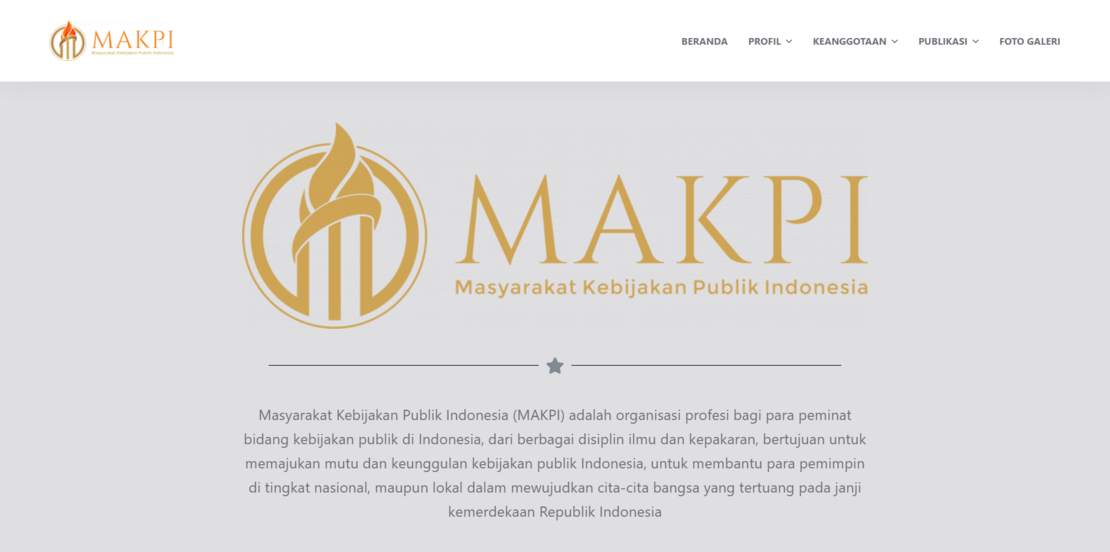 MAKPI
Masyarakat Kebijakan Publik Indonesia
BERANDA
PROFIL
KEANGGOTAAN
PUBLIKASI
FOTO GALERI
MAKPI
Masyarakat Kebijakan Publik Indonesia
Masyarakat Kebijakan Publik Indonesia (MAKPI) adalah organisasi profesi bagi para peminat
bidang kebijakan publik di Indonesia, dari berbagai disiplin ilmu dan kepakaran, bertujuan untuk
memajukan mutu dan keunggulan kebijakan publik Indonesia, untuk membantu para pemimpin
di tingkat nasional, maupun lokal dalam mewujudkan cita-cita bangsa yang tertuang pada janji
kemerdekaan Republik Indonesia